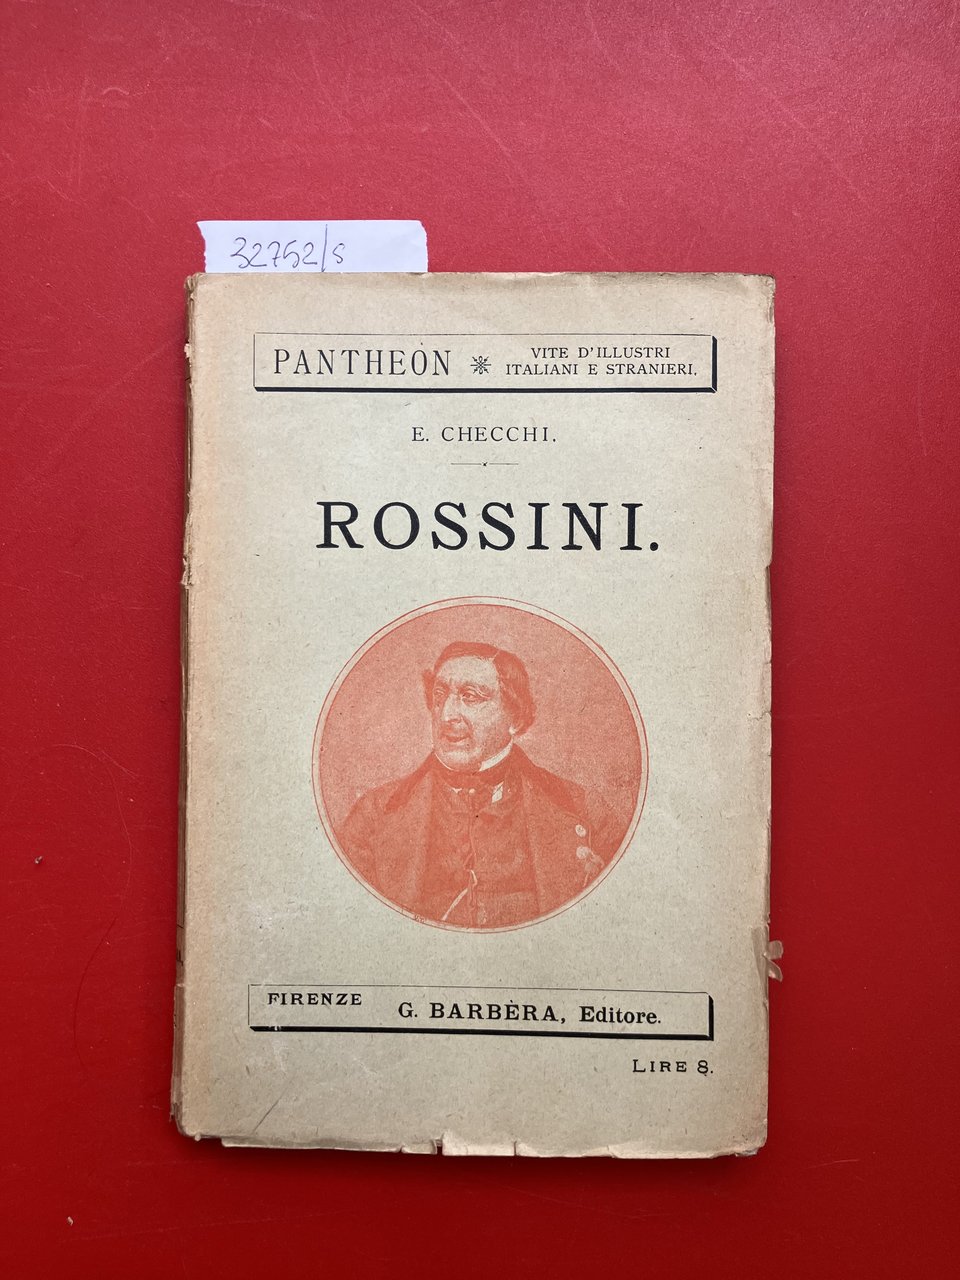 32752/s
PANTHEON
VITE D'ILLUSTRI
ITALIANI E STRANIERI.
E. CHECCHI.
ROSSINI.
FIRENZE
G. BARBÈRA, Editore.
LIRE 8.